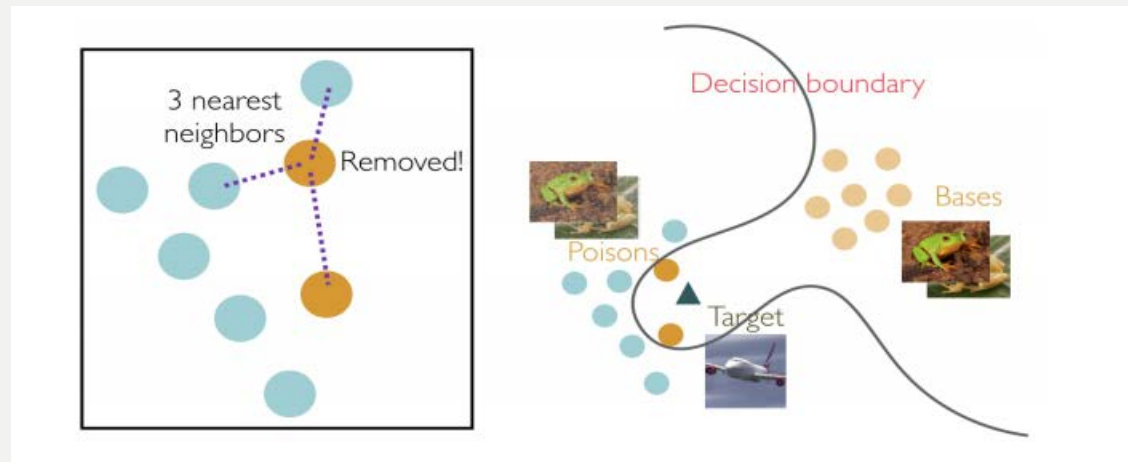 3 nearest
neighbors
Removed!
Decision boundary
Poisons
Bases
Target